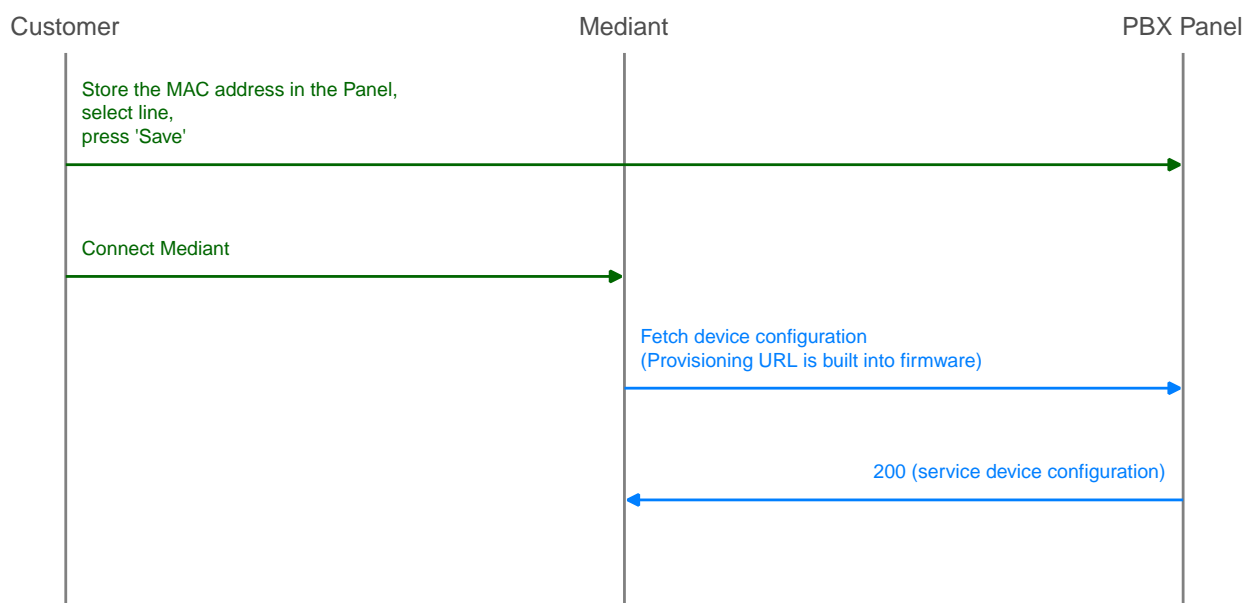 Customer
Mediant
PBX Panel
Store the MAC address in the Panel,
select line,
press 'Save'
Connect Mediant
Fetch device configuration
(Provisioning URL is built into firmware)
200 (service device configuration)